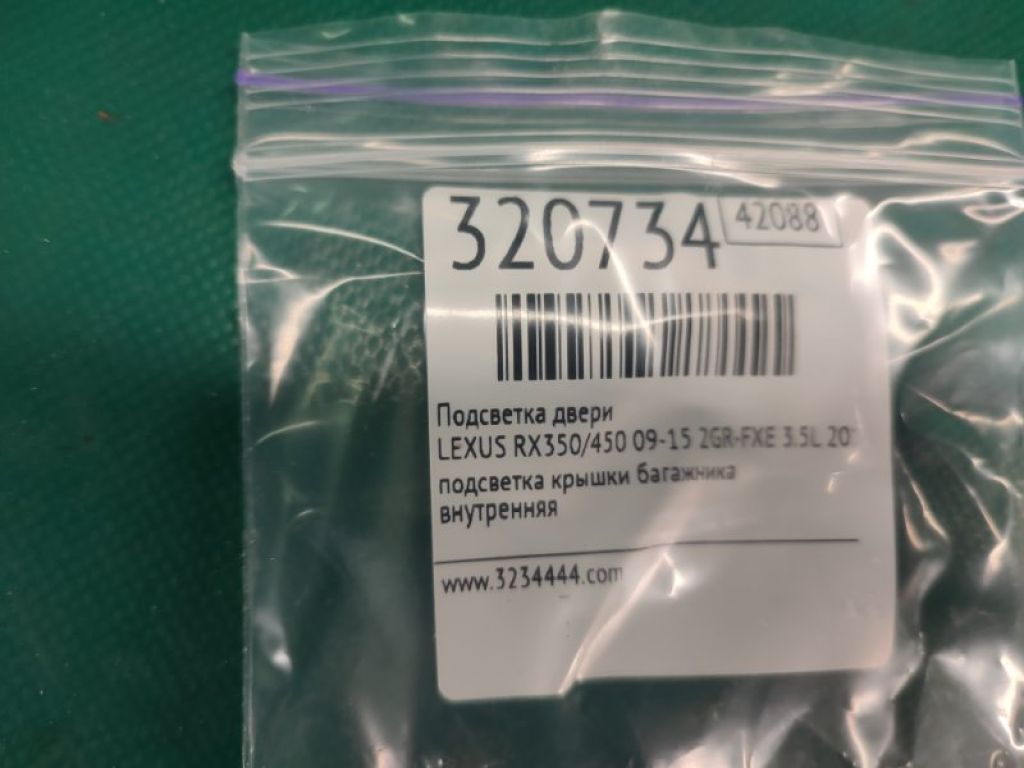 320734 42088
Подсветка двери
LEXUS RX350/450 09-15 2GR-FXE 3.5L 20
подсветка крышки багажника
внутренняя
www.3234444.com